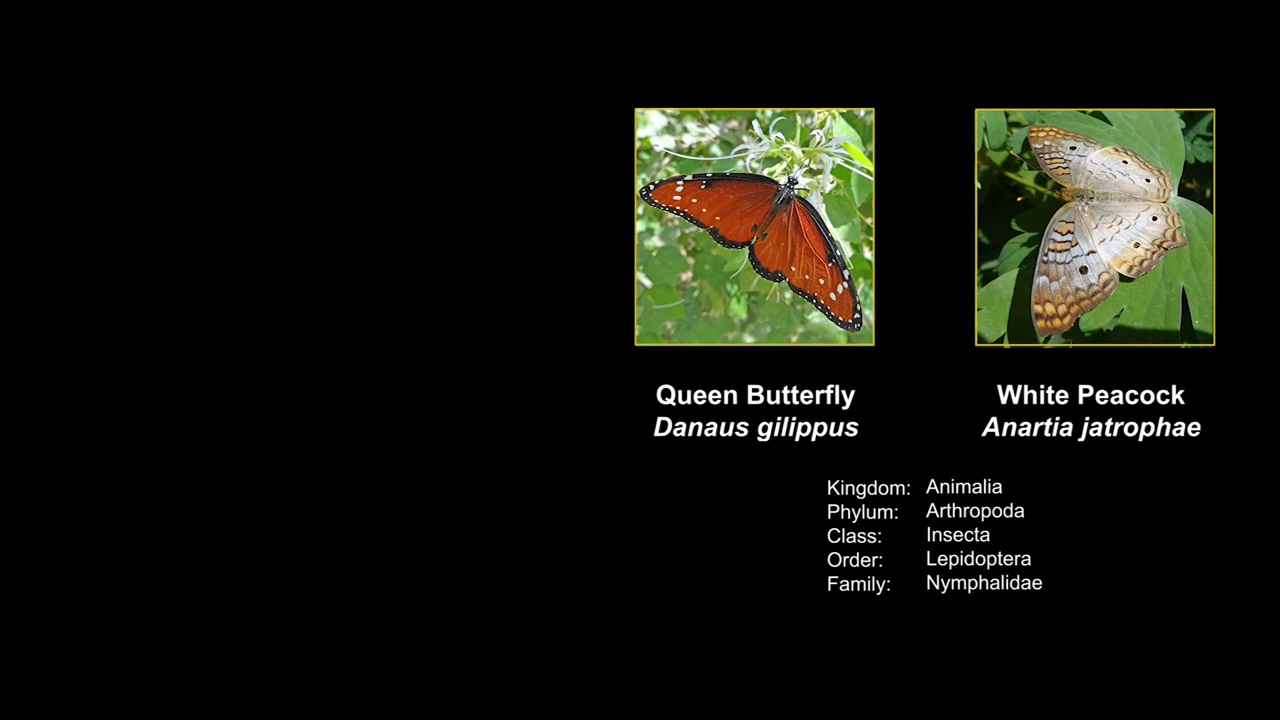 Queen Butterfly
Danaus gilippus
White Peacock
Anartia jatrophae
Kingdom: Animalia
Phylum: Arthropoda
Class: Insecta
Order: Lepidoptera
Family: Nymphalidae